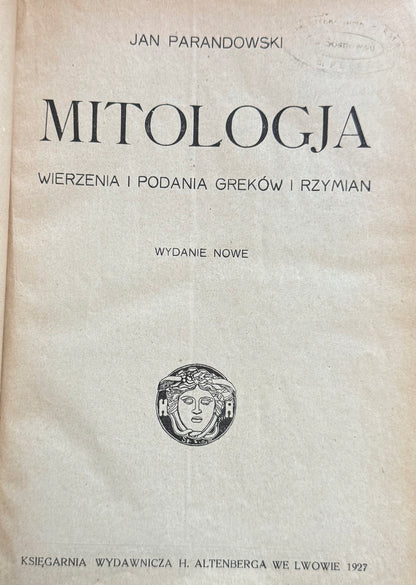 JAN PARANDOWSKI
MITOLOGJA
WIERZENIA I PODANIA GREKÓW I RZYMIAN
WYDANIE NOWE
H A
KSIĘGARNIA WYDAWNICZA H. ALTENBERGA WE LWOWIE 1927